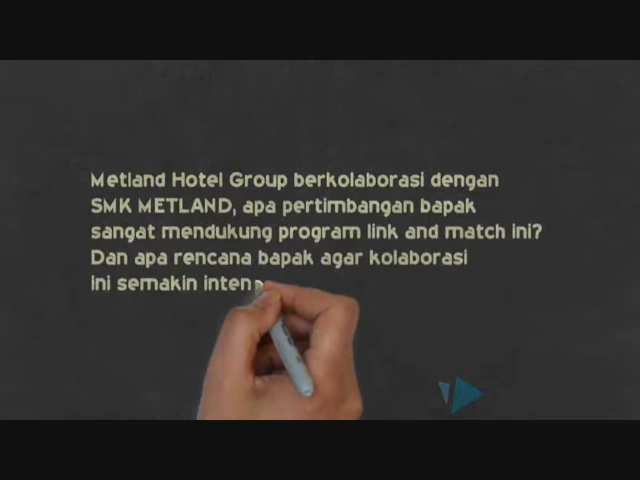 Metland Hotel Group berkolaborasi dengan
SMK METLAND, apa pertimbangan bapak
sangat mendukung program link and match ini?
Dan apa rencana bapak agar kolaborasi
ini semakin inten